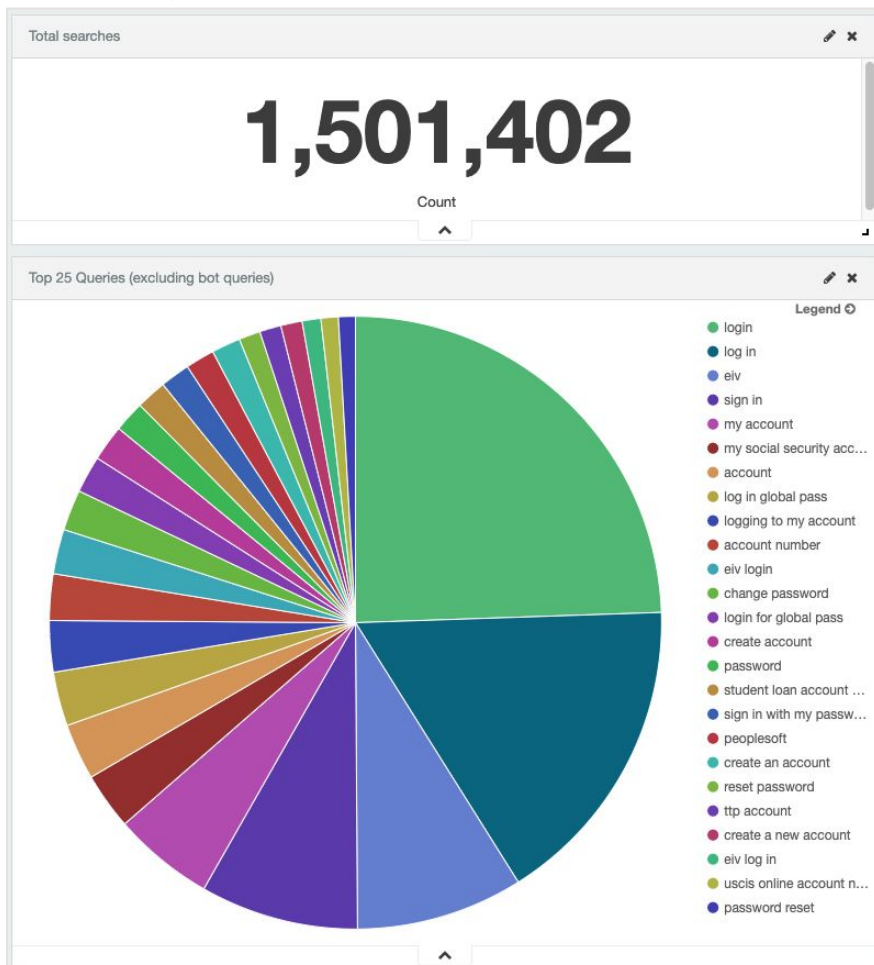 Total searches
1,501,402
Count
Top 25 Queries (excluding bot queries)
Legend
login
log in
eiv
sign in
my account
my social security acc...
account
log in global pass
logging to my account
account number
eiv login
change password
login for global pass
create account
password
student loan account ...
sign in with my passw...
peoplesoft
create an account
reset password
ttp account
create a new account
eiv log in
uscis online account n...
password reset